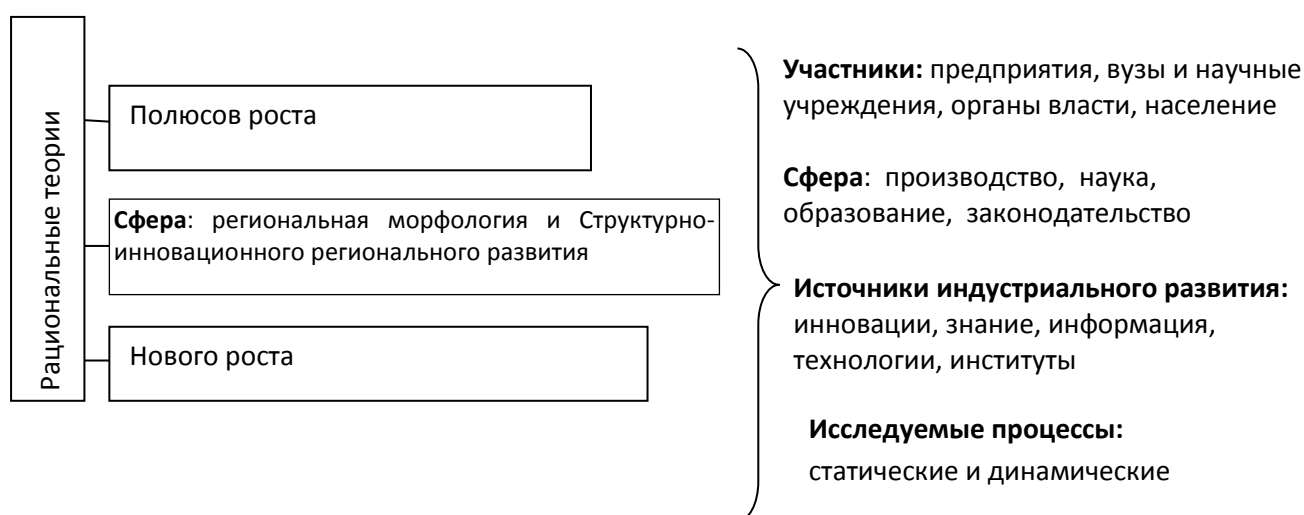 Рациональные теории
Полюсов роста
Сфера: региональная морфология и Структурно-
инновационного регионального развития
Нового роста
Участники: предприятия, вузы и научные
учреждения, органы власти, население
Сфера: производство, наука,
образование, законодательство
Источники индустриального развития:
инновации, знание, информация,
технологии, институты
Исследуемые процессы:
статические и динамические